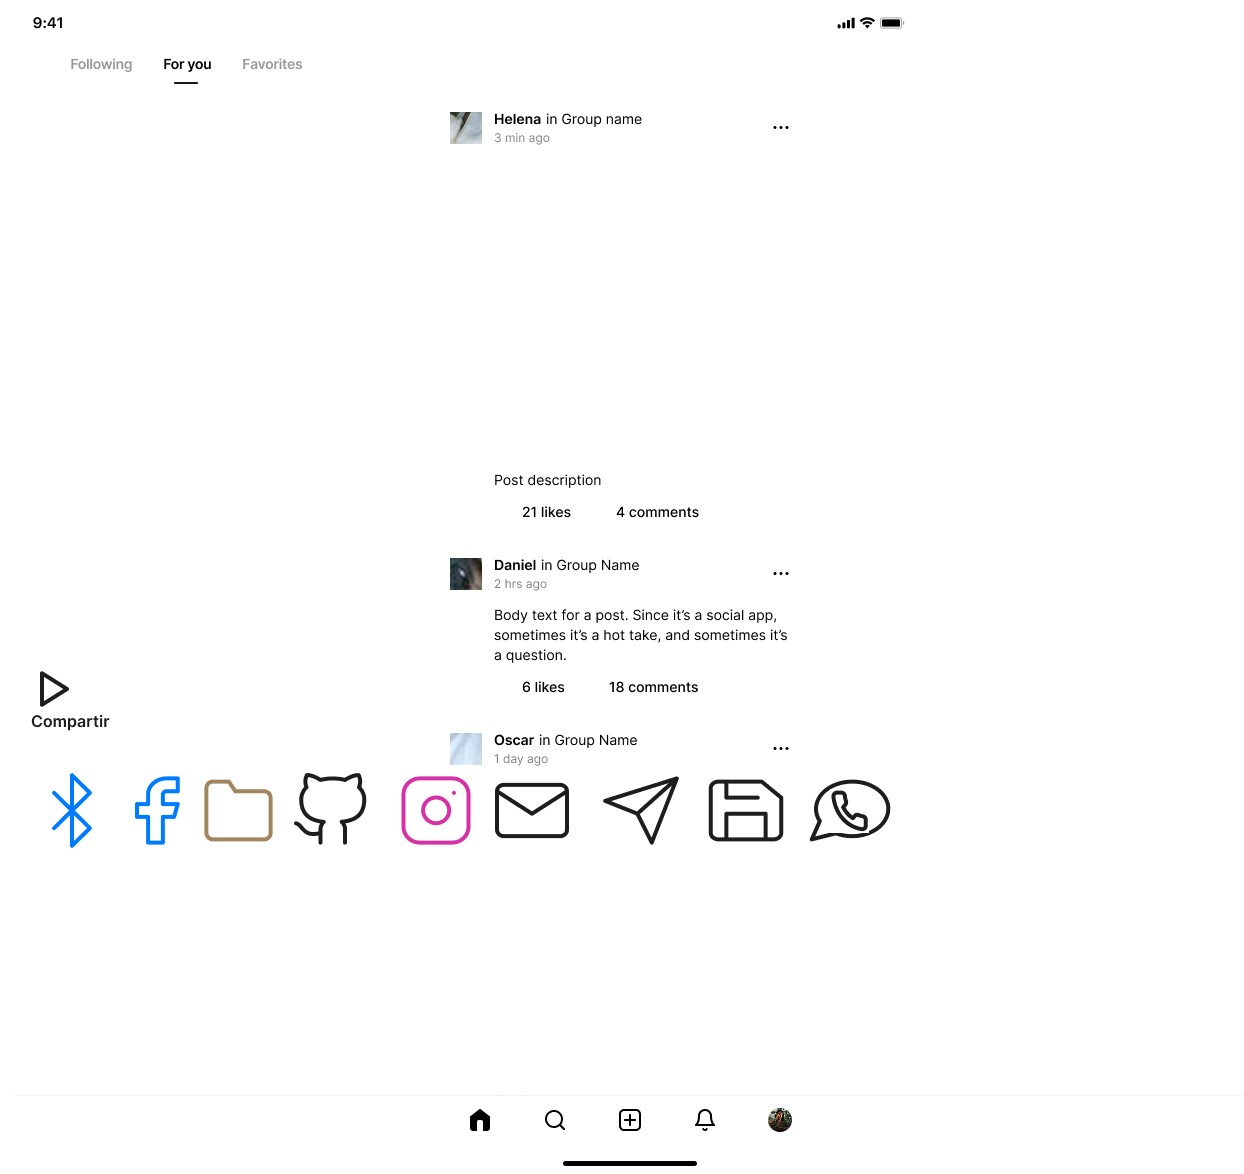 9:41
Following For you Favorites
Helena in Group name
3 min ago
Post description
21 likes 4 comments
Daniel in Group Name
2 hrs ago
Body text for a post. Since it’s a social app,
sometimes it’s a hot take, and sometimes it’s
a question.
6 likes 18 comments
Compartir
Oscar in Group Name
1 day ago